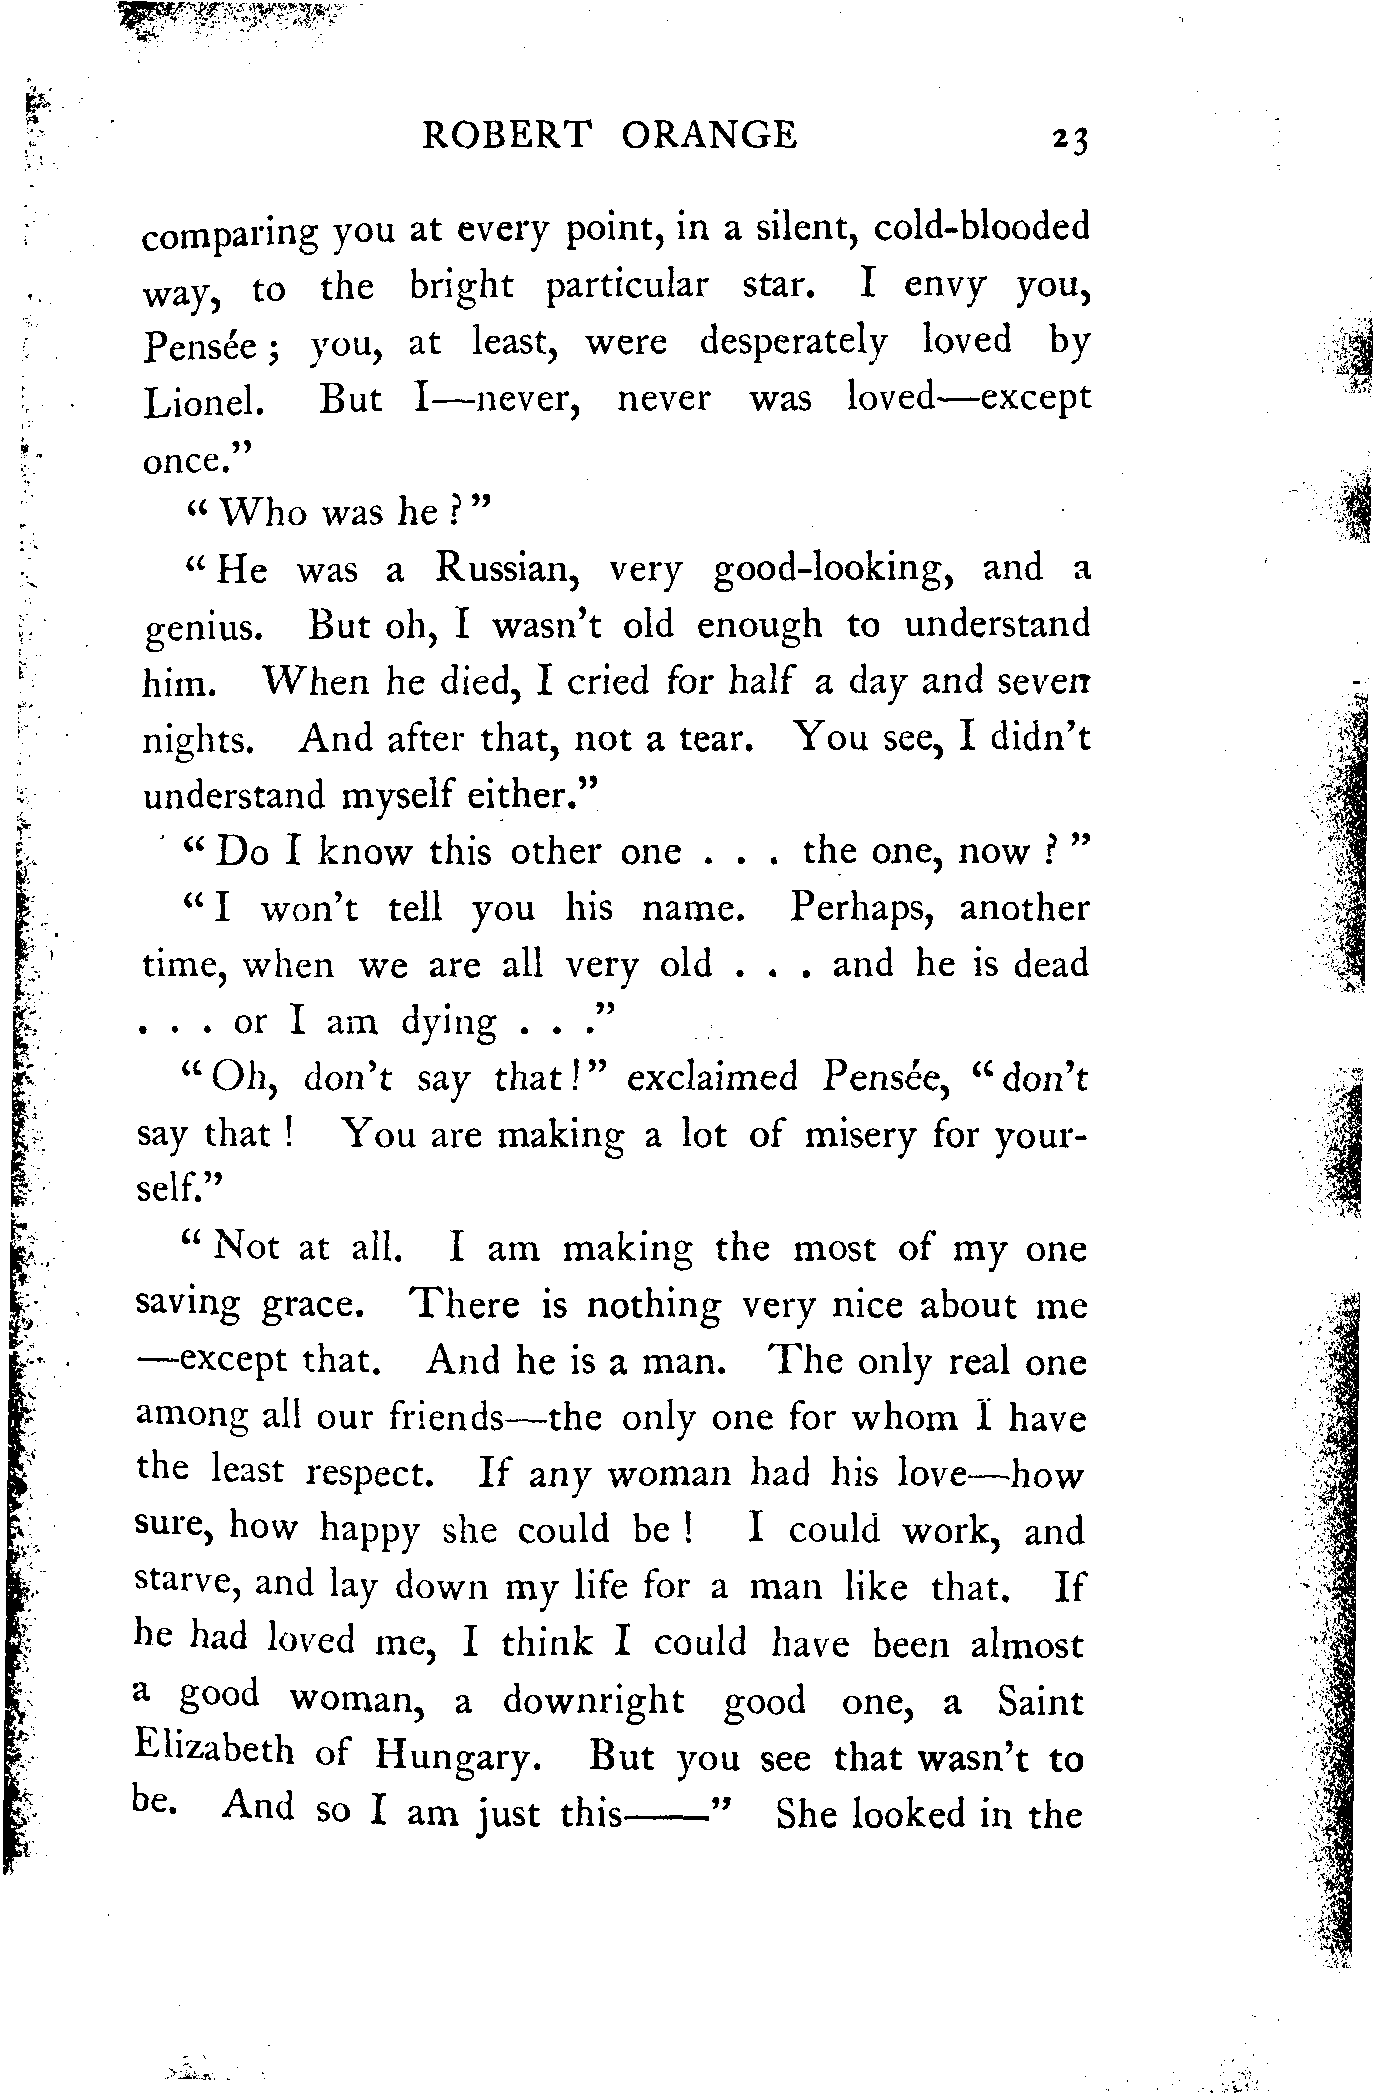 ROBERT ORANGE 23
comparing you at every point, in a silent, cold-blooded
way, to the bright particular star. I envy you,
Pensée ; you, at least, were desperately loved by
Lionel. But I—never, never was loved—except
once.”
“ Who was he ? ”
“ He was a Russian, very good-looking, and a
genius. But oh, I wasn’t old enough to understand
him. When he died, I cried for half a day and seven
nights. And after that, not a tear. You see, I didn’t
understand myself either.”
“ Do I know this other one . . . the one, now ? ”
“ I won’t tell you his name. Perhaps, another
time, when we are all very old . . . and he is dead
. . . or I am dying . . .”
“ Oh, don’t say that ! ” exclaimed Pensée, “ don’t
say that ! You are making a lot of misery for your-
self.”
“ Not at all. I am making the most of my one
saving grace. There is nothing very nice about me
—except that. And he is a man. The only real one
among all our friends—the only one for whom I have
the least respect. If any woman had his love—how
sure, how happy she could be ! I could work, and
starve, and lay down my life for a man like that. If
he had loved me, I think I could have been almost
a good woman, a downright good one, a Saint
Elizabeth of Hungary. But you see that wasn’t to
be. And so I am just this——” She looked in the